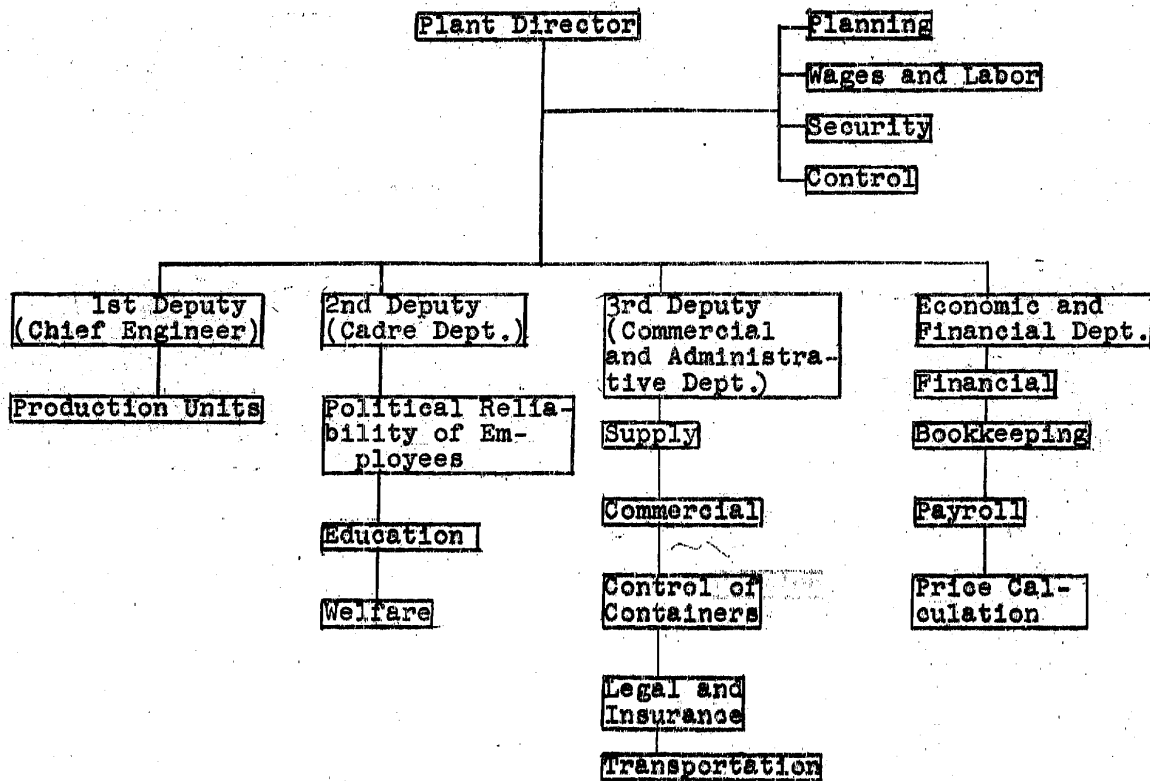 Plant Director
Planning
Wages and Labor
Security
Control
1st Deputy
(Chief Engineer)
Production Units
2nd Deputy
(Cadre Dept.)
Political Relia-
bility of Em-
ployees
Education
Welfare
3rd Deputy
(Commercial
and Administra-
tive Dept.)
Supply
Commercial
Control of
Containers
Legal and
Insurance
Transportation
Economic and
Financial Dept.
Financial
Bookkeeping
Payroll
Price Cal-
culation